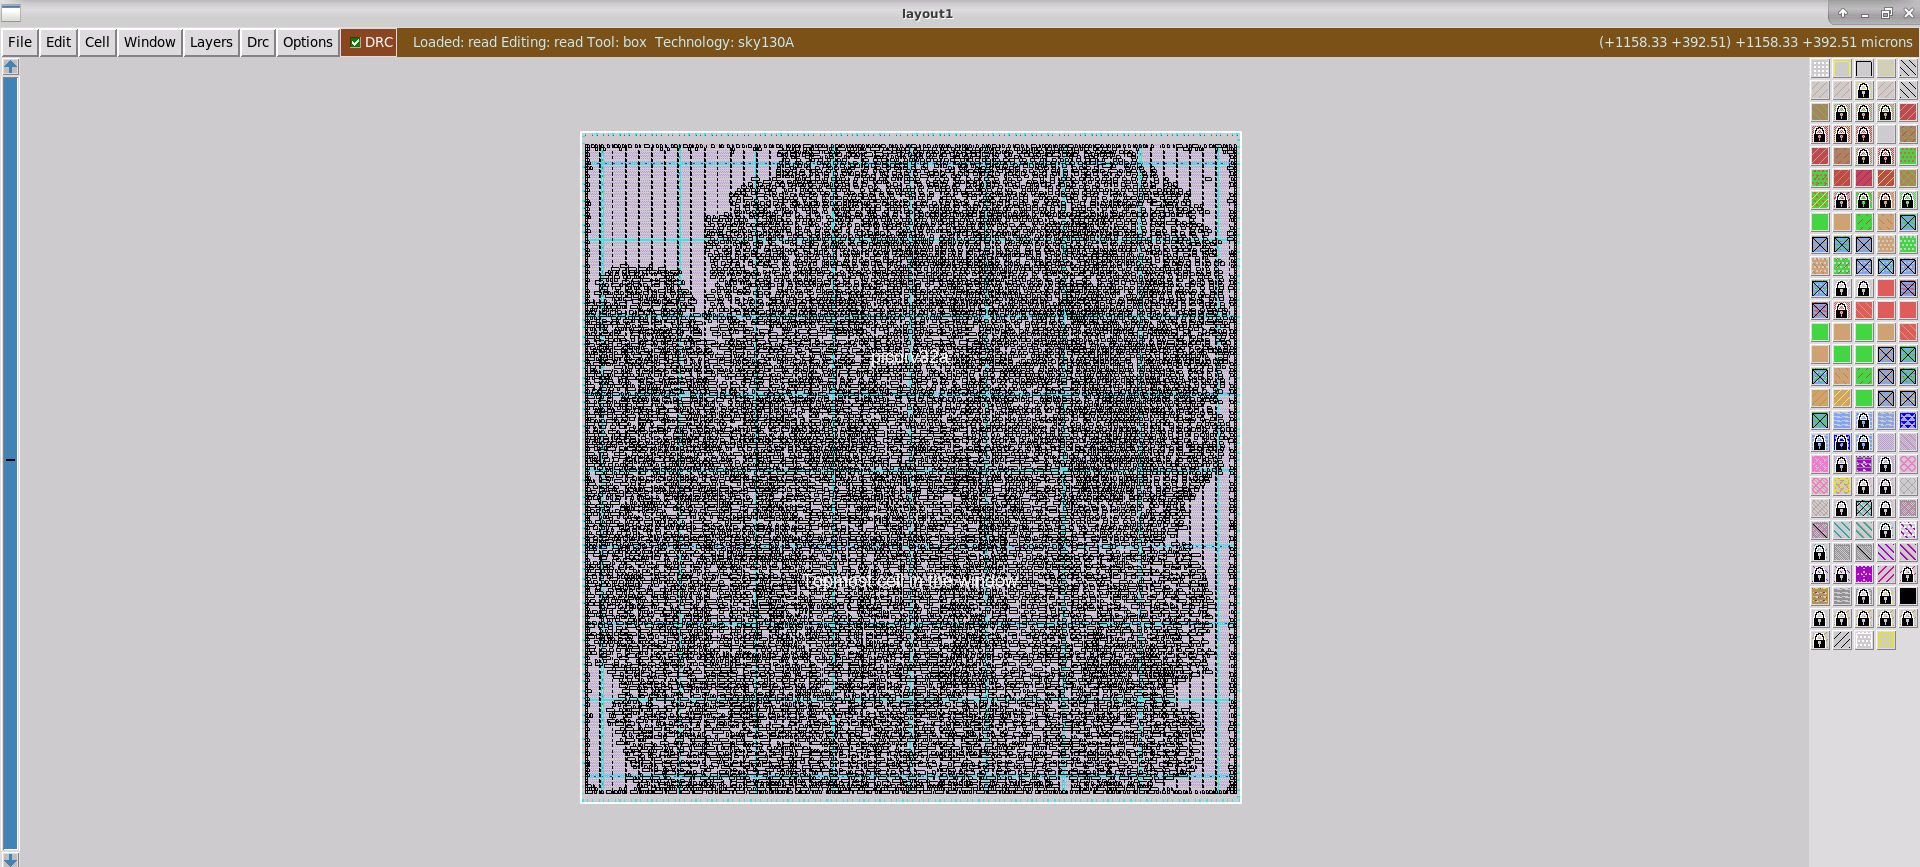 layout1
File Edit Cell Window Layers Drc Options DRC Loaded: read Editing: read Tool: box Technology: sky130A (+1158.33 +392.51) +1158.33 +392.51 microns
Topmost cell in the window